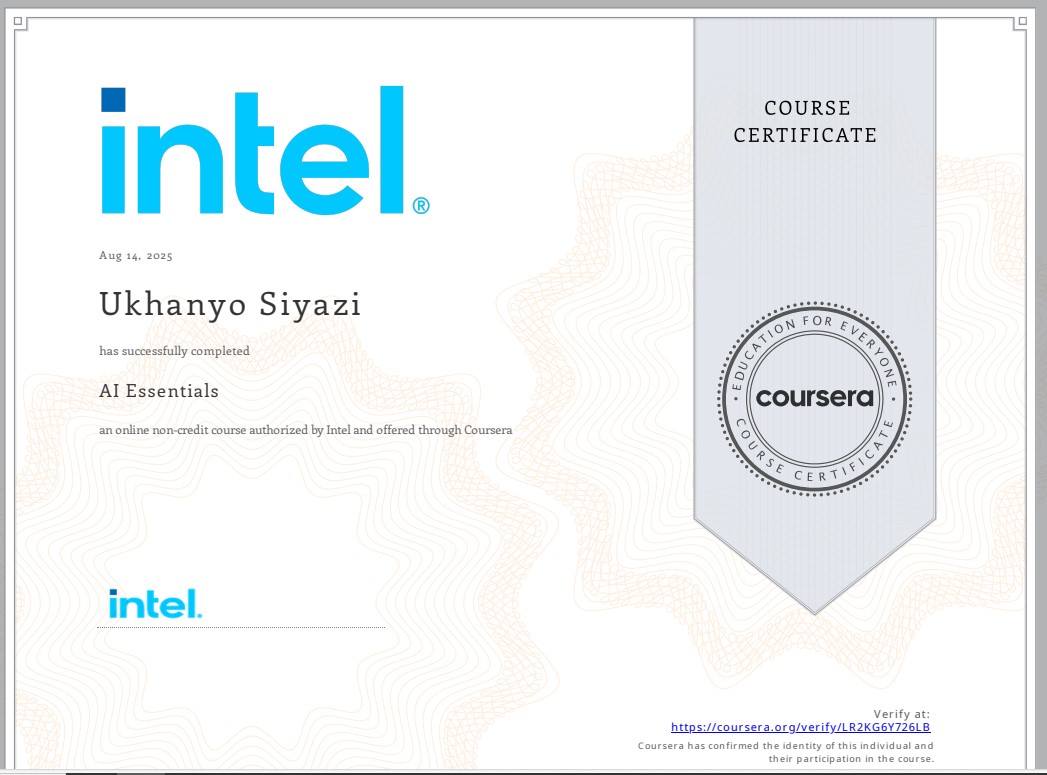 intel®
COURSE
CERTIFICATE
Aug 14, 2025
Ukhanyo Siyazi
has successfully completed
AI Essentials
an online non-credit course authorized by Intel and offered through Coursera
• EDUCATION FOR EVERYONE •
coursera
COURSE CERTIFICATE
intel.
Verify at:
https://coursera.org/verify/LR2KG6Y726LB
Coursera has confirmed the identity of this individual and
their participation in the course.